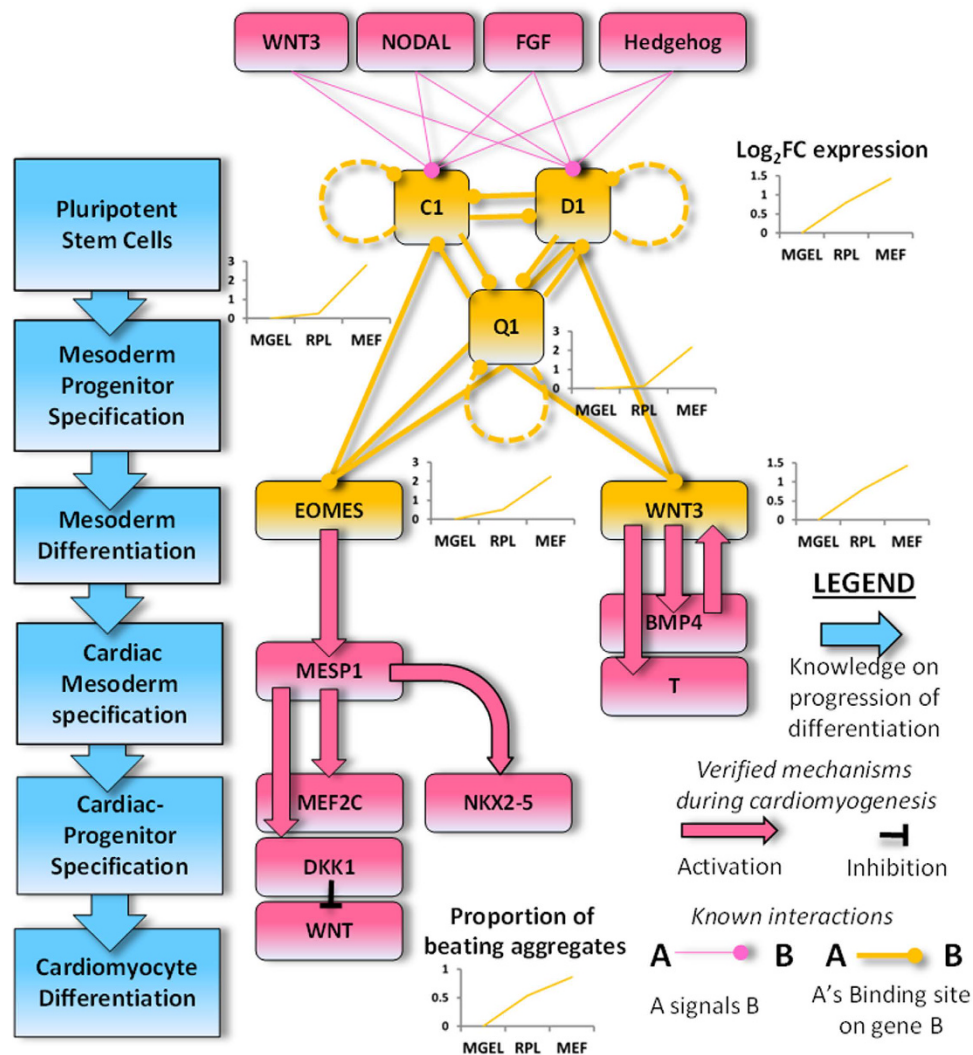 WNT3
NODAL
FGF
Hedgehog
Pluripotent
Stem Cells
Mesoderm
Progenitor
Specification
Mesoderm
Differentiation
Cardiac
Mesoderm
specification
Cardiac-
Progenitor
Specification
Cardiomyocyte
Differentiation
C1
D1
Q1
Log2FC expression
1.5
1
0.5
0
MGEL RPL MEF
3
2
1
0
MGEL RPL MEF
3
2
1
0
MGEL RPL MEF
EOMES
3
2
1
0
MGEL RPL MEF
WNT3
1.5
1
0.5
0
MGEL RPL MEF
BMP4
T
MESP1
MEF2C
NKX2-5
DKK1
WNT
Proportion of
beating aggregates
1
0.5
0
MGEL RPL MEF
LEGEND
Knowledge on
progression of
differentiation
Verified mechanisms
during cardiomyogenesis
Activation
Inhibition
Known interactions
A B
A signals B
A B
A's Binding site
on gene B